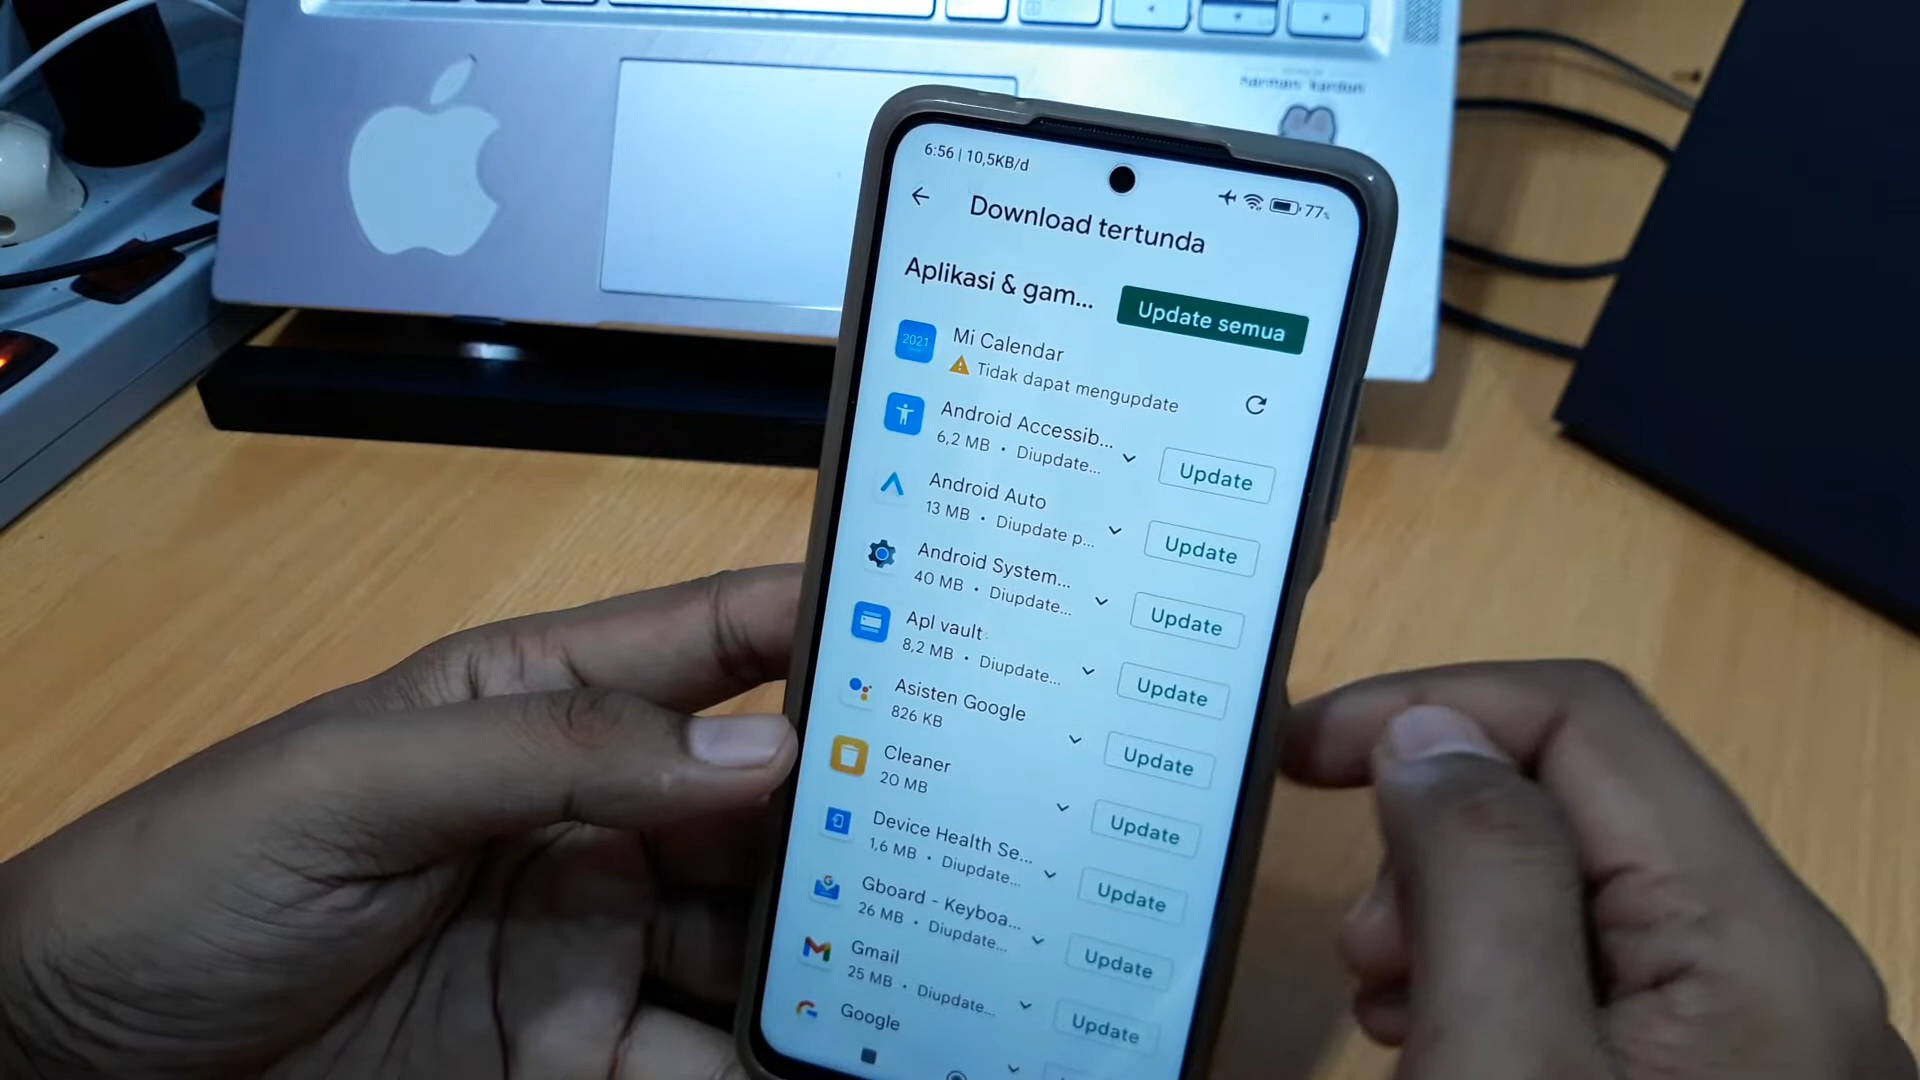 harman/kardon
6:56 | 10,5KB/d
77%
Download tertunda
Aplikasi & gam...
Update semua
2021
Mi Calendar
Tidak dapat mengupdate
Android Accessib...
6,2 MB • Diupdate...
Update
Android Auto
13 MB • Diupdate p...
Update
Android System...
40 MB • Diupdate...
Update
Apl vault
8,2 MB • Diupdate...
Update
Asisten Google
826 KB
Update
Cleaner
20 MB
Update
Device Health Se...
1,6 MB • Diupdate...
Update
Gboard - Keyboa...
26 MB • Diupdate...
Update
Gmail
25 MB • Diupdate...
Update
Google